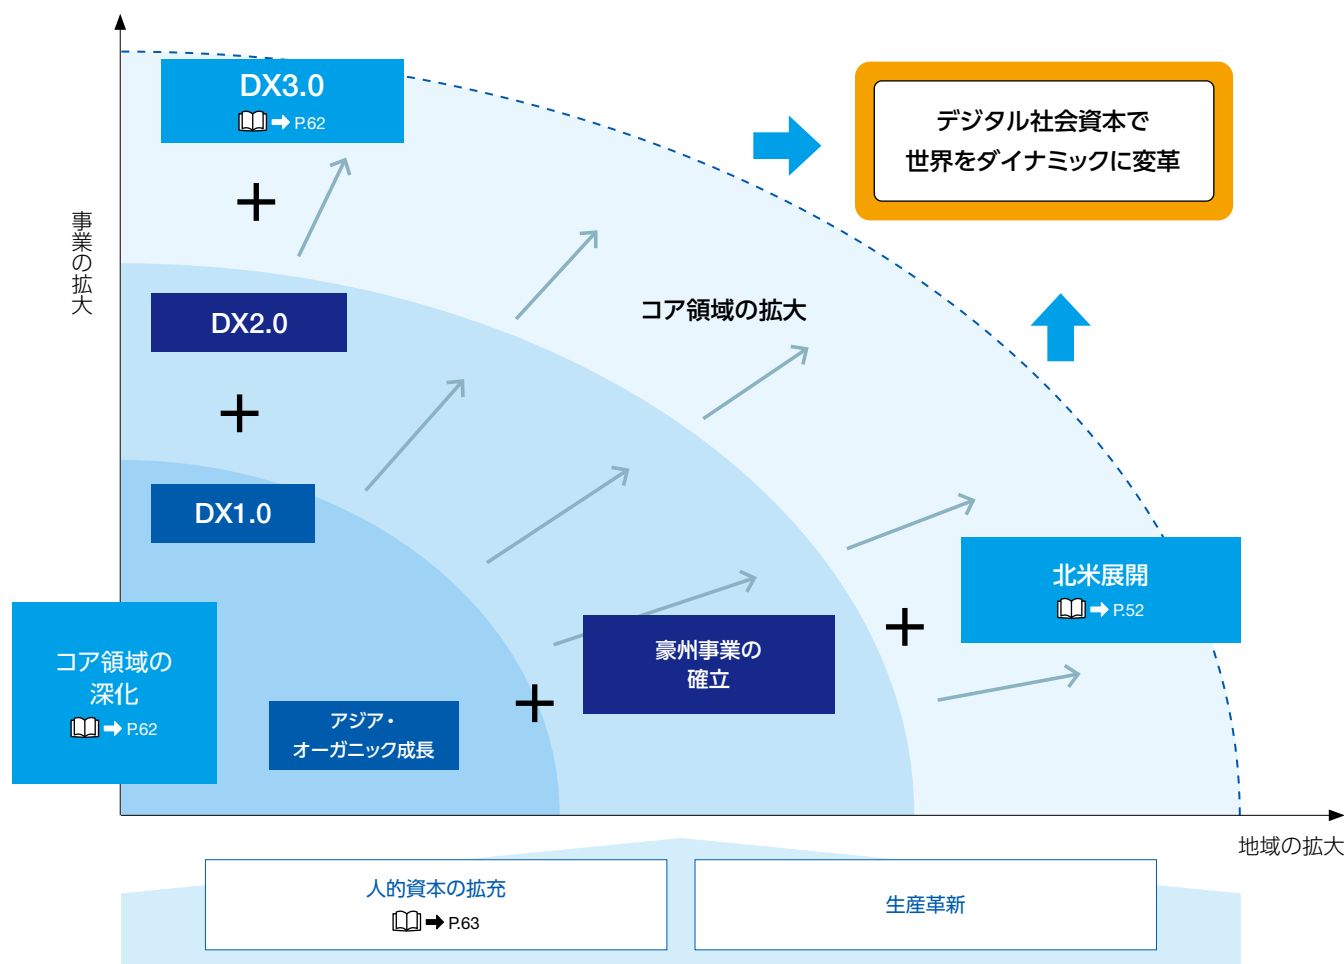 DX3.0
P.62
デジタル社会資本で
世界をダイナミックに変革
事業の拡大
DX2.0
コア領域の拡大
DX1.0
北米展開
P.52
コア領域の
深化
P.62
豪州事業の
確立
アジア・
オーガニック成長
地域の拡大
人的資本の拡充
P.63
生産革新